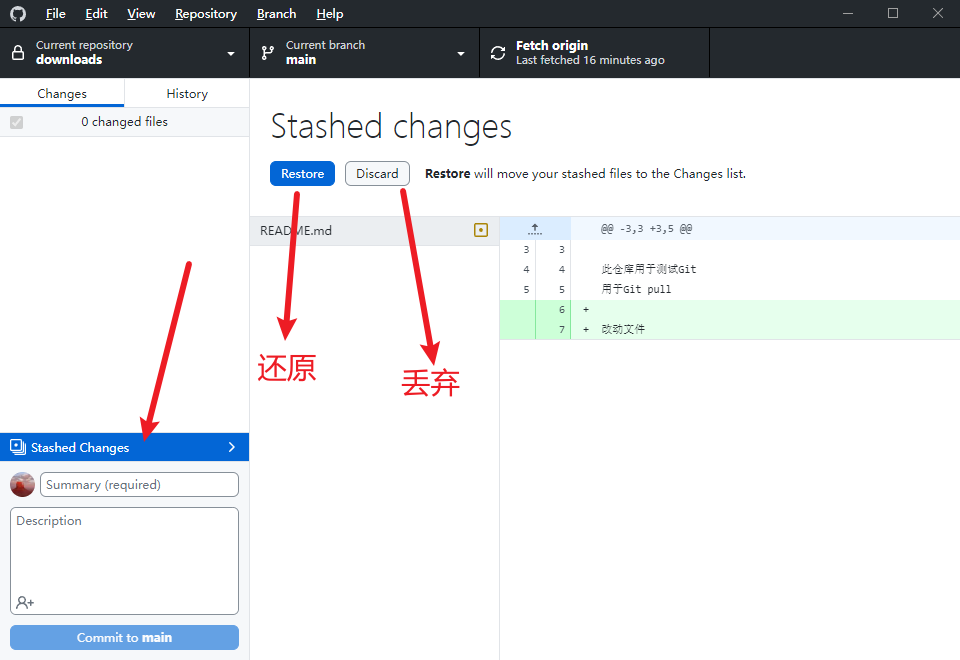 File Edit View Repository Branch Help
Current repository
downloads
Current branch
main
Fetch origin
Last fetched 16 minutes ago
Changes History
0 changed files
Stashed changes
Restore Discard Restore will move your stashed files to the Changes list.
README.md
@@ -3,3 +3,5 @@
3 3
4 4 此仓库用于测试Git
5 5 用于Git pull
6 +
7 + 改动文件
还原
丢弃
Stashed Changes
Summary (required)
Description
Commit to main